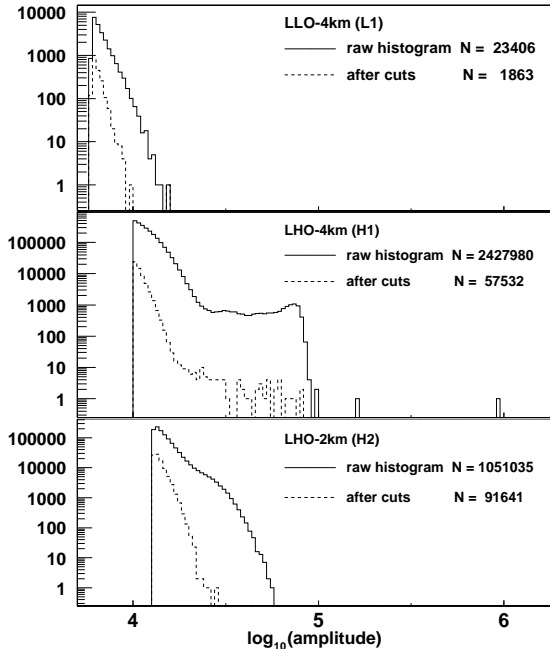 LLO-4km (L1)
raw histogram N = 23406
after cuts N = 1863
10000
1000
100
10
1
LHO-4km (H1)
raw histogram N = 2427980
after cuts N = 57532
100000
10000
1000
100
10
1
LHO-2km (H2)
raw histogram N = 1051035
after cuts N = 91641
100000
10000
1000
100
10
1
4 5 6
log10(amplitude)